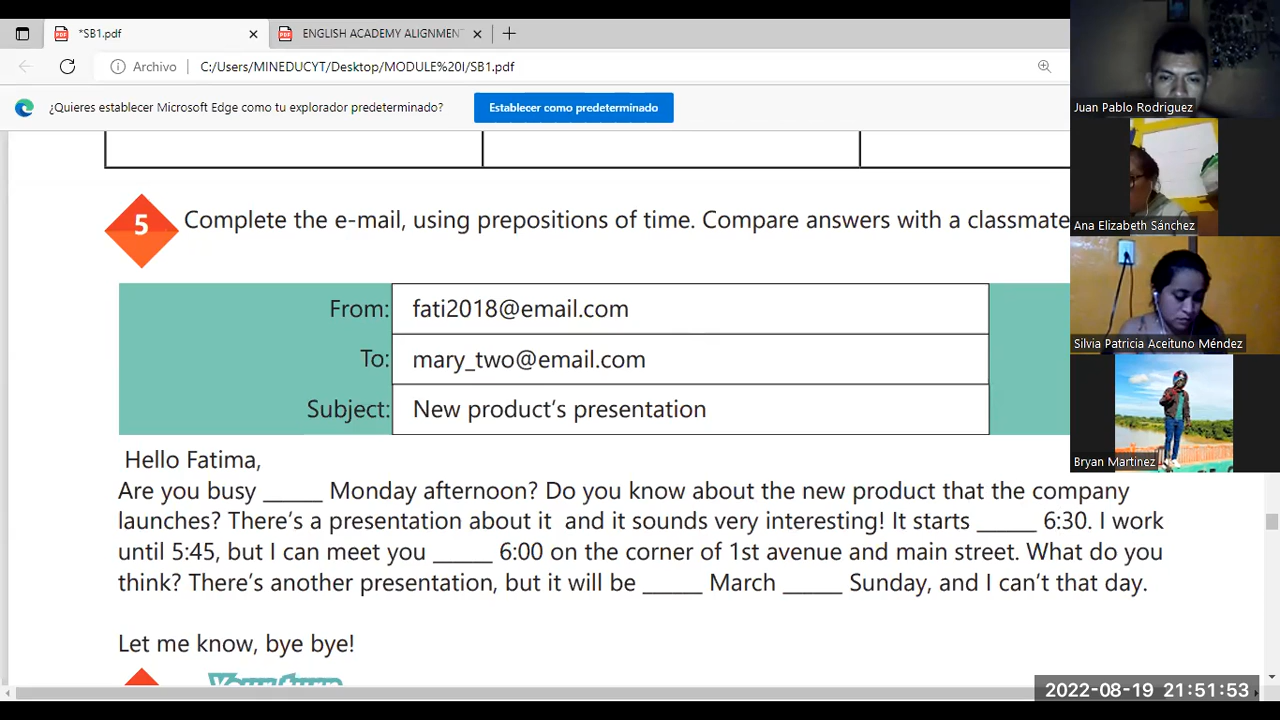 *SB1.pdf
ENGLISH ACADEMY ALIGNMENT
Archivo
C:/Users/MINEDUCYT/Desktop/MODULE%20I/SB1.pdf
¿Quieres establecer Microsoft Edge como tu explorador predeterminado?
Establecer como predeterminado
5
Complete the e-mail, using prepositions of time. Compare answers with a classmate
From: fati2018@email.com
To: mary_two@email.com
Subject: New product's presentation
Hello Fatima,
Are you busy _____ Monday afternoon? Do you know about the new product that the company
launches? There's a presentation about it and it sounds very interesting! It starts _____ 6:30. I work
until 5:45, but I can meet you _____ 6:00 on the corner of 1st avenue and main street. What do you
think? There's another presentation, but it will be _____ March _____ Sunday, and I can't that day.
Let me know, bye bye!
Your turn
Juan Pablo Rodriguez
Ana Elizabeth Sánchez
Silvia Patricia Aceituno Méndez
Bryan Martinez
2022-08-19 21:51:53